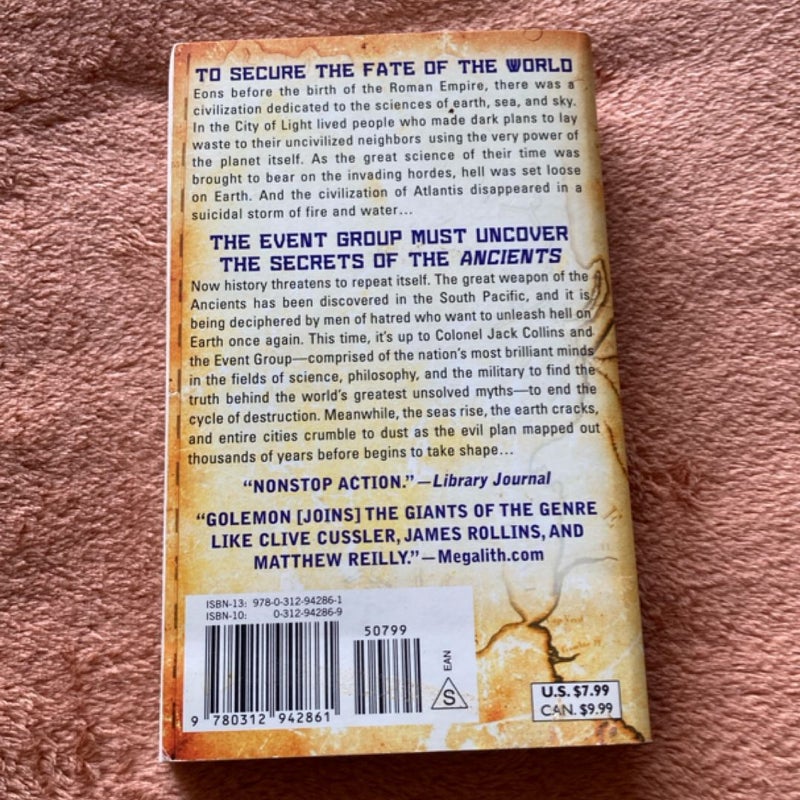 TO SECURE THE FATE OF THE WORLD
Eons before the birth of the Roman Empire, there was a
civilization dedicated to the sciences of earth, sea, and sky.
In the City of Light lived people who made dark plans to lay
waste to their uncivilized neighbors using the very power of
the planet itself. As the great science of their time was
brought to bear on the invading hordes, hell was set loose
on Earth. And the civilization of Atlantis disappeared in a
suicidal storm of fire and water...
THE EVENT GROUP MUST UNCOVER
THE SECRETS OF THE ANCIENTS
Now history threatens to repeat itself. The great weapon of the
Ancients has been discovered in the South Pacific, and it is
being deciphered by men of hatred who want to unleash hell on
Earth once again. This time, it's up to Colonel Jack Collins and
the Event Group—comprised of the nation's most brilliant minds
in the fields of science, philosophy, and the military to find the
truth behind the world's greatest unsolved myths—to end the
cycle of destruction. Meanwhile, the seas rise, the earth cracks,
and entire cities crumble to dust as the evil plan mapped out
thousands of years before begins to take shape...
"NONSTOP ACTION."—Library Journal
"GOLEMON [JOINS] THE GIANTS OF THE GENRE
LIKE CLIVE CUSSLER, JAMES ROLLINS, AND
MATTHEW REILLY."—Megalith.com
ISBN-13: 978-0-312-94286-1
ISBN-10: 0-312-94286-9
50799
EAN
S
9 780312 942861
U.S. $7.99
CAN. $9.99